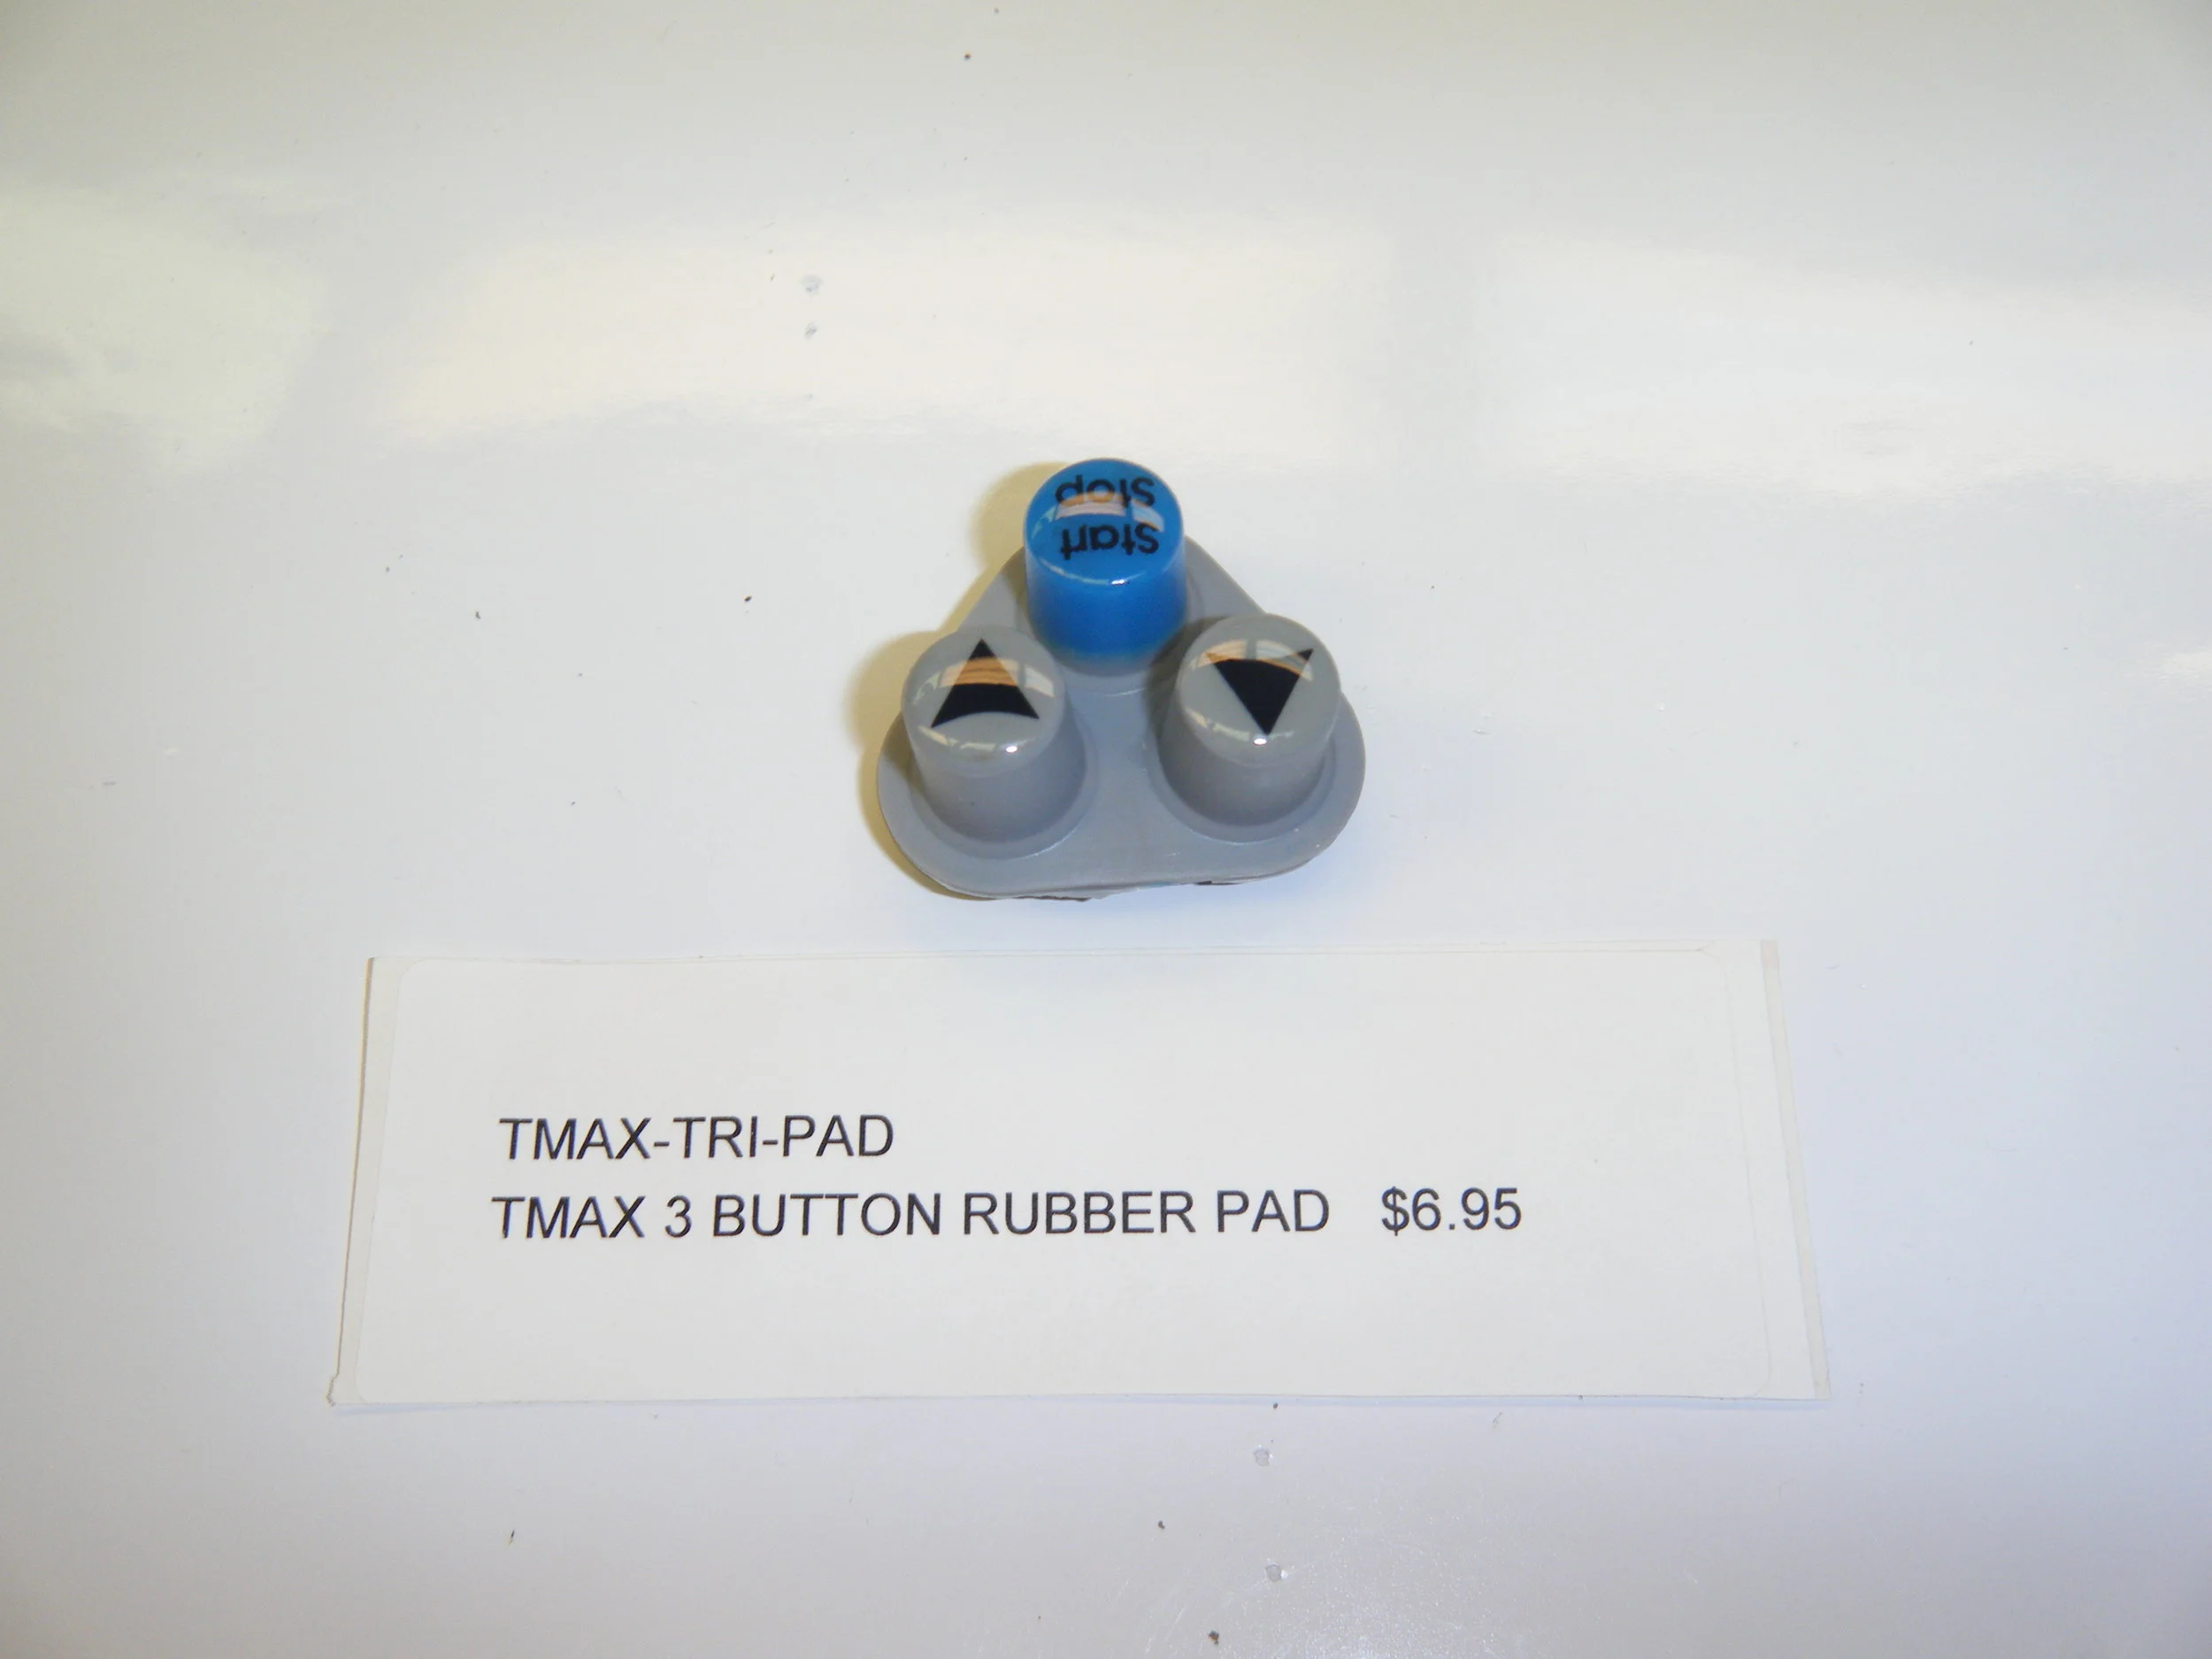 Start
Stop
TMAX-TRI-PAD
TMAX 3 BUTTON RUBBER PAD $6.95